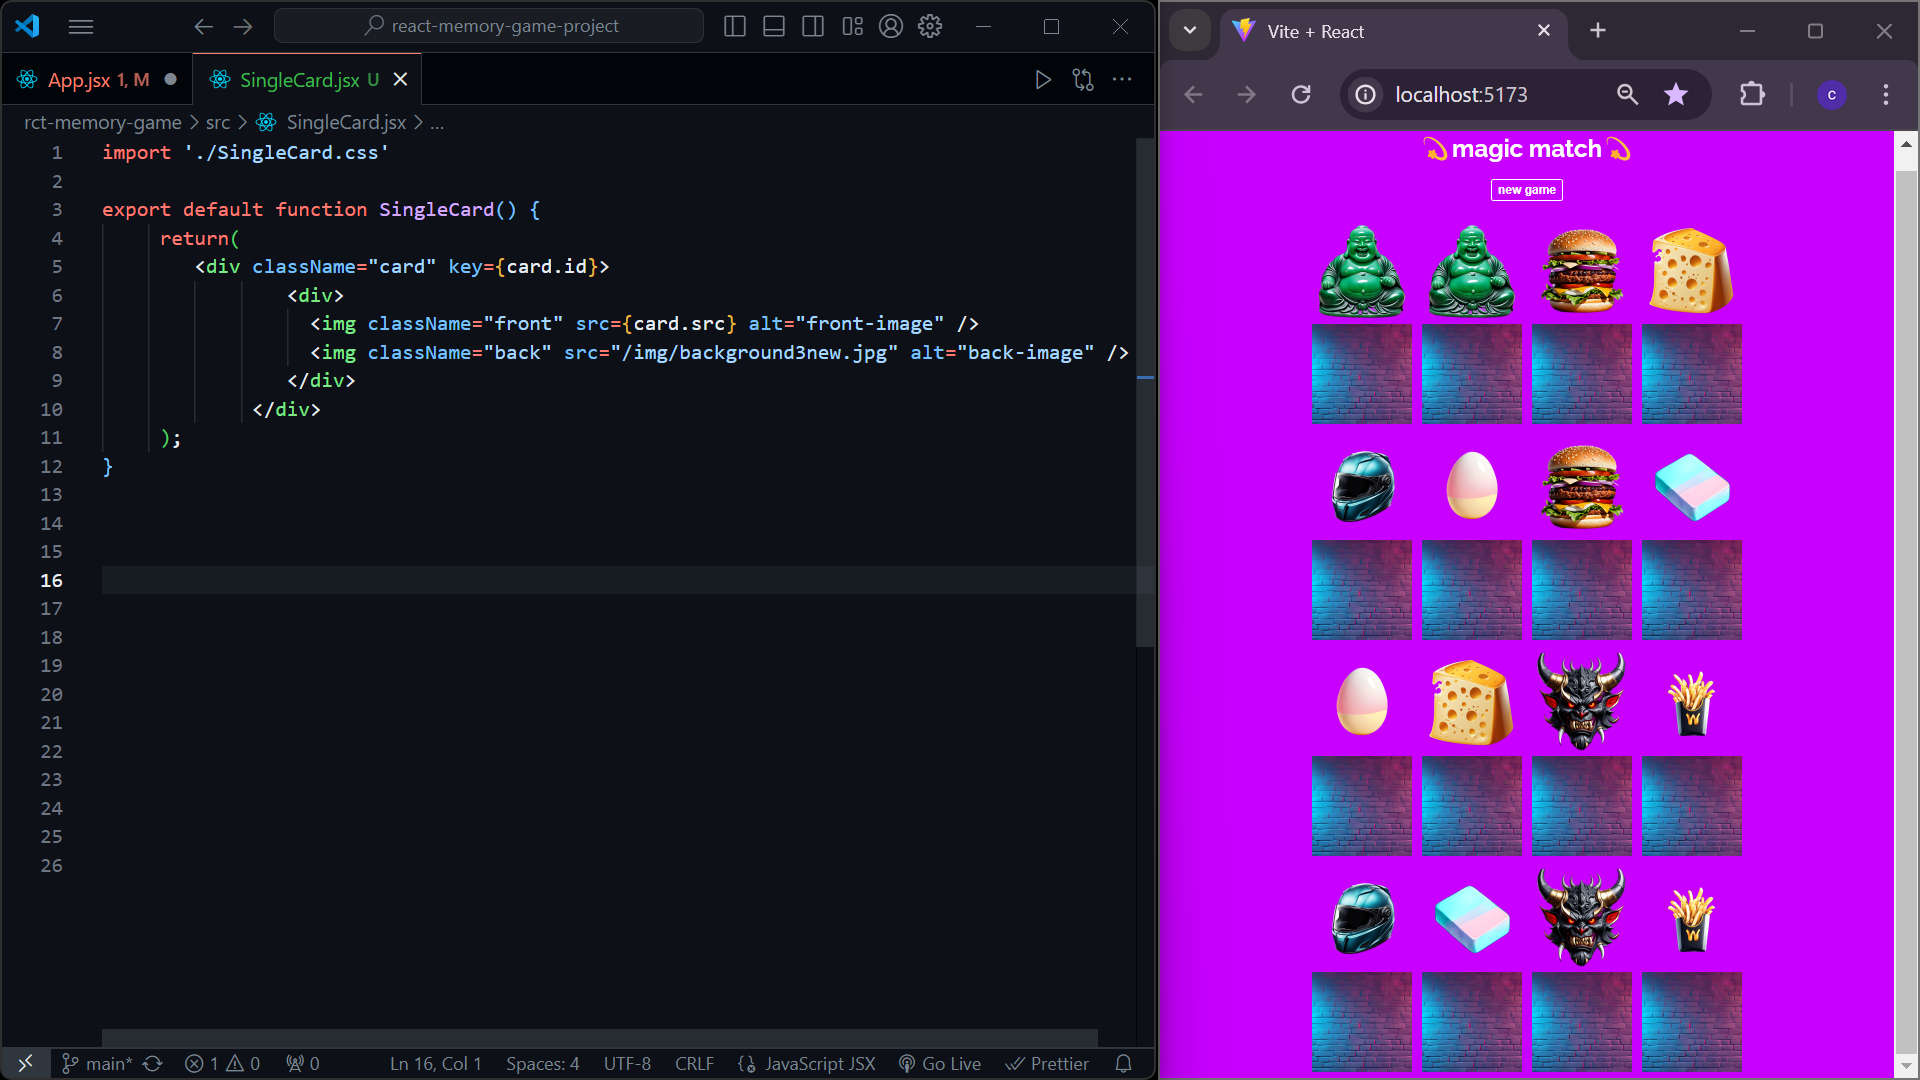 react-memory-game-project
App.jsx 1, M
SingleCard.jsx U
rct-memory-game > src > SingleCard.jsx > ...
1 import './SingleCard.css'
2
3 export default function SingleCard() {
4 return(
5 <div className="card" key={card.id}>
6 <div>
7 <img className="front" src={card.src} alt="front-image" />
8 <img className="back" src="/img/background3new.jpg" alt="back-image" />
9 </div>
10 </div>
11 );
12 }
13
14
15
16
17
18
19
20
21
22
23
24
25
26
main*
1
0
0
Ln 16, Col 1
Spaces: 4
UTF-8
CRLF
JavaScript JSX
Go Live
Prettier
Vite + React
localhost:5173
c
magic match
new game
W
W